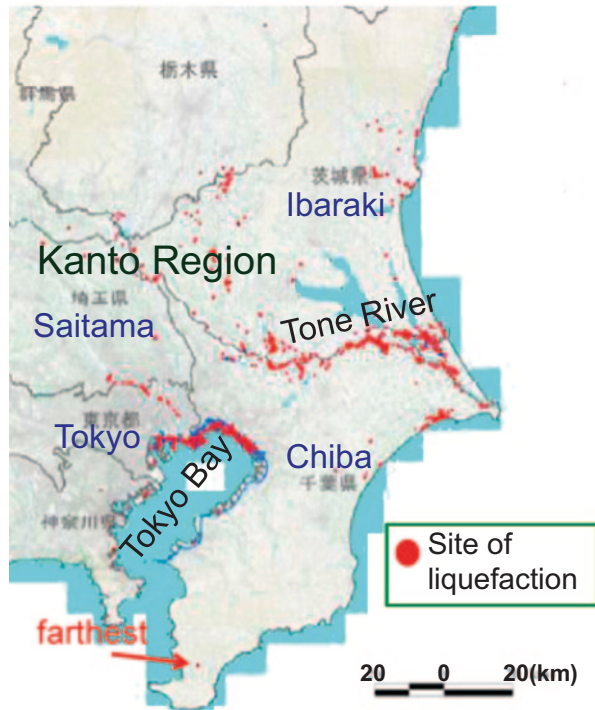 栃木県
群馬県
茨城県
Ibaraki
Kanto Region
埼玉県
Saitama
Tone River
東京都
Tokyo
Tokyo Bay
Chiba
千葉県
神奈川県
Site of
liquefaction
farthest
20 0 20(km)